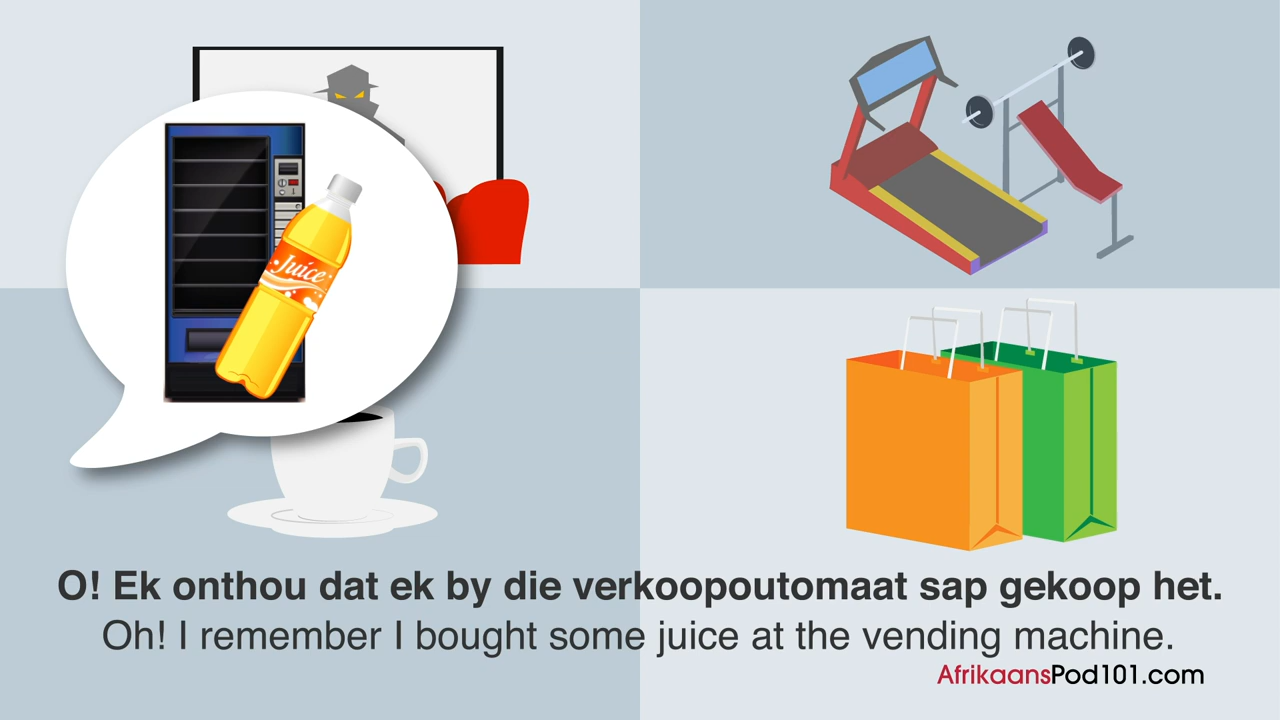 Juice
O! Ek onthou dat ek by die verkoopoutomaat sap gekoop het.
Oh! I remember I bought some juice at the vending machine.
AfrikaansPod101.com